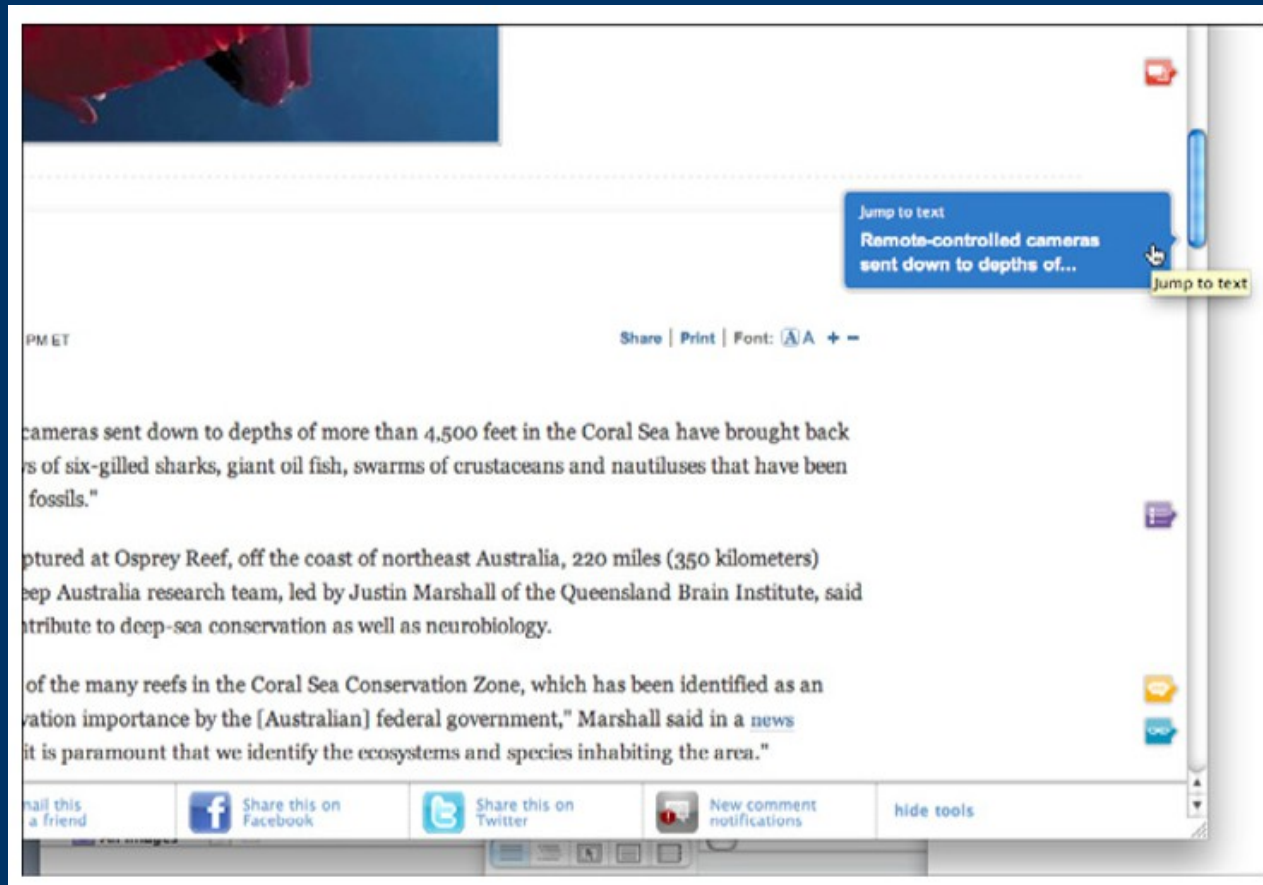 Jump to text
Remote-controlled cameras
sent down to depths of...
Jump to text
PM ET
Share | Print | Font: A A + −
cameras sent down to depths of more than 4,500 feet in the Coral Sea have brought back
s of six-gilled sharks, giant oil fish, swarms of crustaceans and nautiluses that have been
fossils."
ptured at Osprey Reef, off the coast of northeast Australia, 220 miles (350 kilometers)
eep Australia research team, led by Justin Marshall of the Queensland Brain Institute, said
tribute to deep-sea conservation as well as neurobiology.
of the many reefs in the Coral Sea Conservation Zone, which has been identified as an
vation importance by the [Australian] federal government," Marshall said in a news
it is paramount that we identify the ecosystems and species inhabiting the area."
mail this
a friend
Share this on
Facebook
Share this on
Twitter
New comment
notifications
hide tools
All Images